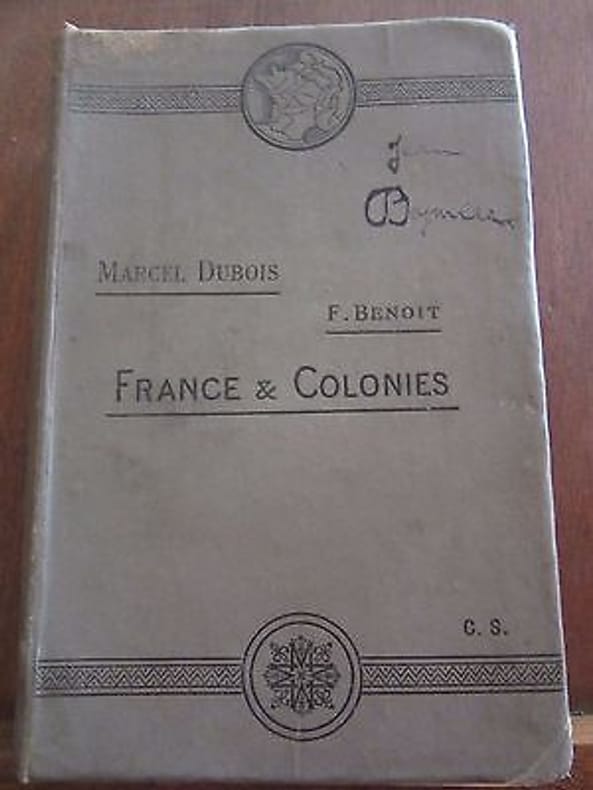 MARCEL DUBOIS
F. BENOIT
FRANCE & COLONIES
C. S.